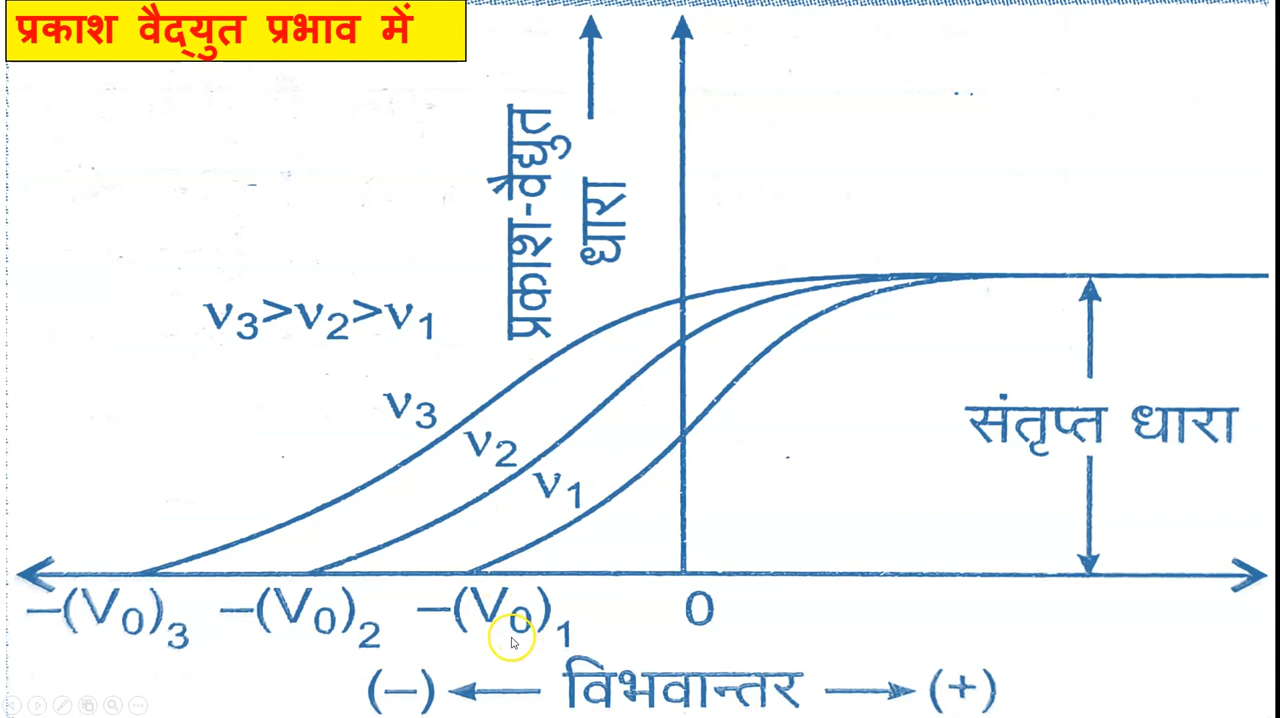 प्रकाश वैद्युत प्रभाव में
प्रकाश-वैद्युत
धारा
ν3>ν2>ν1
ν3
ν2
ν1
संतृप्त धारा
–(V0)3 –(V0)2 –(V0)1 0
(–) विभवान्तर (+)